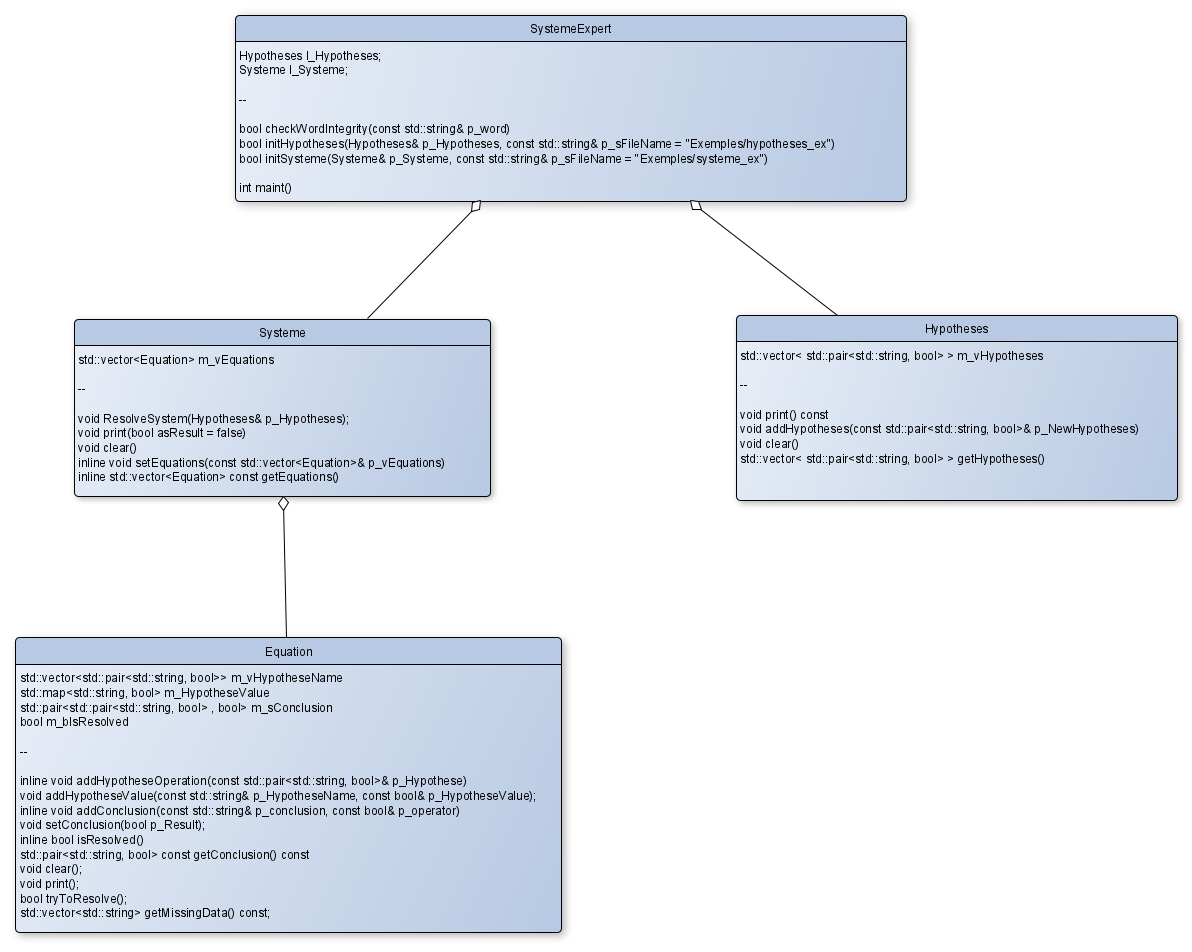 SystemeExpert
Hypotheses l_Hypotheses;
Systeme l_Systeme;
--
bool checkWordIntegrity(const std::string& p_word)
bool initHypotheses(Hypotheses& p_Hypotheses, const std::string& p_sFileName = "Exemples/hypotheses_ex")
bool initSysteme(Systeme& p_Systeme, const std::string& p_sFileName = "Exemples/systeme_ex")
int maint()
Systeme
std::vector<Equation> m_vEquations
--
void ResolveSystem(Hypotheses& p_Hypotheses);
void print(bool asResult = false)
void clear()
inline void setEquations(const std::vector<Equation>& p_vEquations)
inline std::vector<Equation> const getEquations()
Hypotheses
std::vector< std::pair<std::string, bool> > m_vHypotheses
--
void print() const
void addHypotheses(const std::pair<std::string, bool>& p_NewHypotheses)
void clear()
std::vector< std::pair<std::string, bool> > getHypotheses()
Equation
std::vector<std::pair<std::string, bool>> m_vHypotheseName
std::map<std::string, bool> m_HypotheseValue
std::pair<std::pair<std::string, bool> , bool> m_sConclusion
bool m_bIsResolved
--
inline void addHypotheseOperation(const std::pair<std::string, bool>& p_Hypothese)
void addHypotheseValue(const std::string& p_HypotheseName, const bool& p_HypotheseValue);
inline void addConclusion(const std::string& p_conclusion, const bool& p_operator)
void setConclusion(bool p_Result);
inline bool isResolved()
std::pair<std::string, bool> const getConclusion() const
void clear();
void print();
bool tryToResolve();
std::vector<std::string> getMissingData() const;